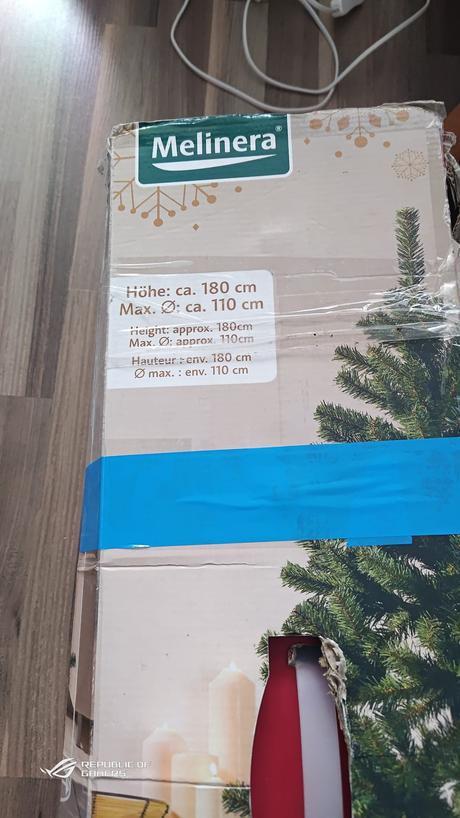 Melinera®
Höhe: ca. 180 cm
Max. Ø: ca. 110 cm
Height: approx. 180cm
Max. Ø: approx. 110cm
Hauteur : env. 180 cm
Ø max. : env. 110 cm
REPUBLIC OF
GAMERS